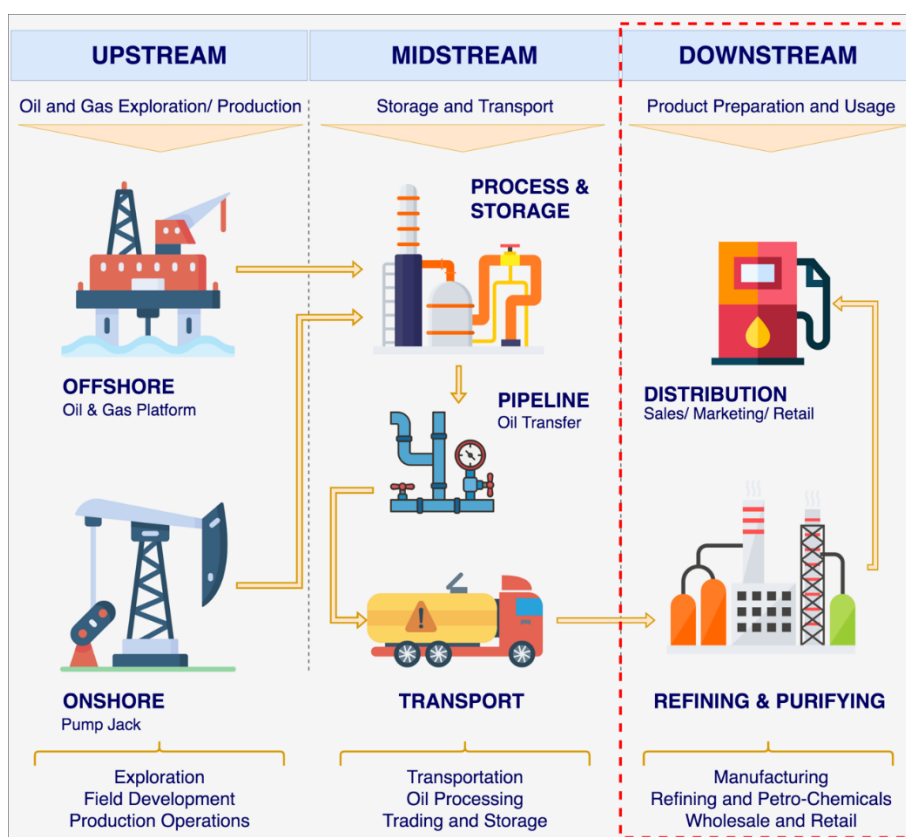 UPSTREAM
MIDSTREAM
DOWNSTREAM
Oil and Gas Exploration/ Production
Storage and Transport
Product Preparation and Usage
PROCESS &
STORAGE
OFFSHORE
Oil & Gas Platform
PIPELINE
Oil Transfer
DISTRIBUTION
Sales/ Marketing/ Retail
ONSHORE
Pump Jack
TRANSPORT
REFINING & PURIFYING
Exploration
Field Development
Production Operations
Transportation
Oil Processing
Trading and Storage
Manufacturing
Refining and Petro-Chemicals
Wholesale and Retail